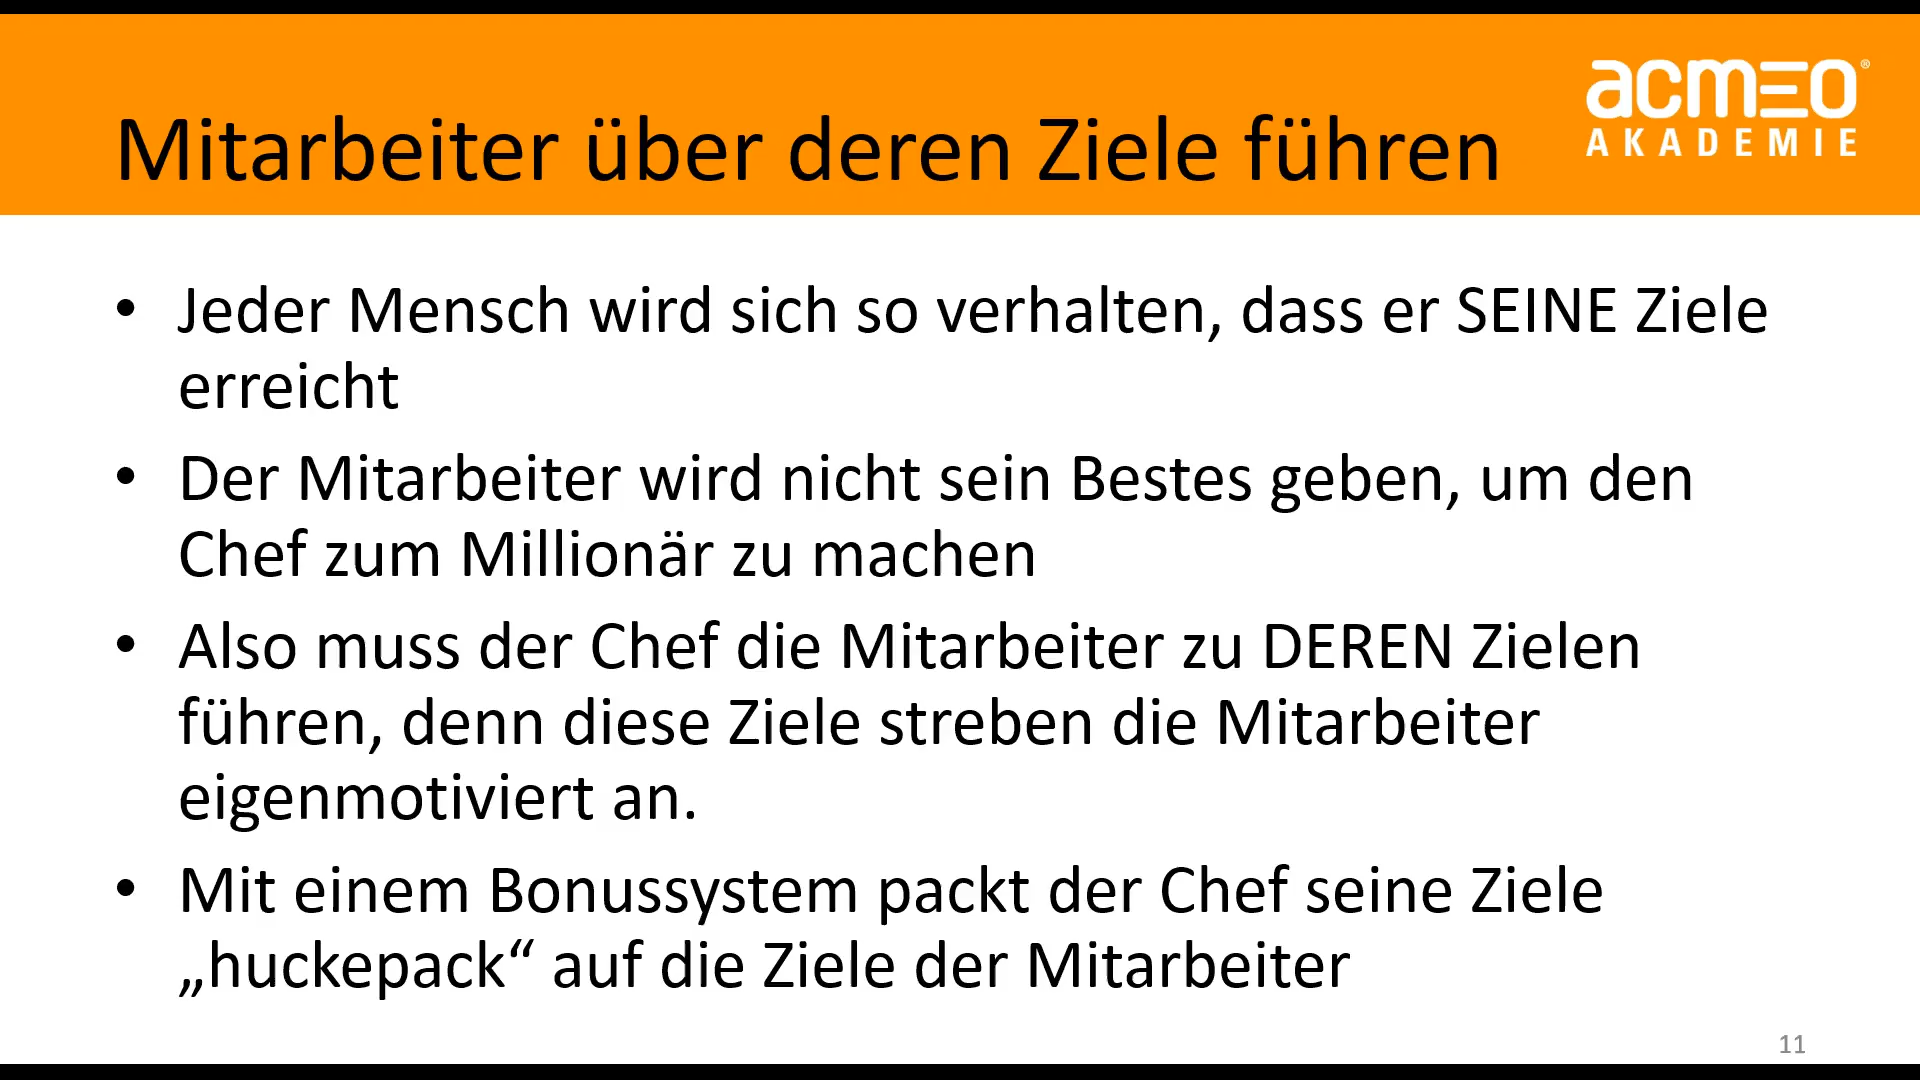 acmeo®
AKADEMIE
Mitarbeiter über deren Ziele führen
• Jeder Mensch wird sich so verhalten, dass er SEINE Ziele
erreicht
• Der Mitarbeiter wird nicht sein Bestes geben, um den
Chef zum Millionär zu machen
• Also muss der Chef die Mitarbeiter zu DEREN Zielen
führen, denn diese Ziele streben die Mitarbeiter
eigenmotiviert an.
• Mit einem Bonussystem packt der Chef seine Ziele
„huckepack“ auf die Ziele der Mitarbeiter
11